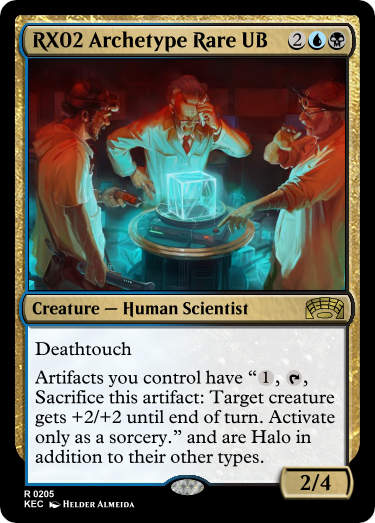 RX02 Archetype Rare UB 2
Creature — Human Scientist
Deathtouch
Artifacts you control have “1, ,
Sacrifice this artifact: Target creature
gets +2/+2 until end of turn. Activate
only as a sorcery.” and are Halo in
addition to their other types.
2/4
R 0205
KEC Helder Almeida